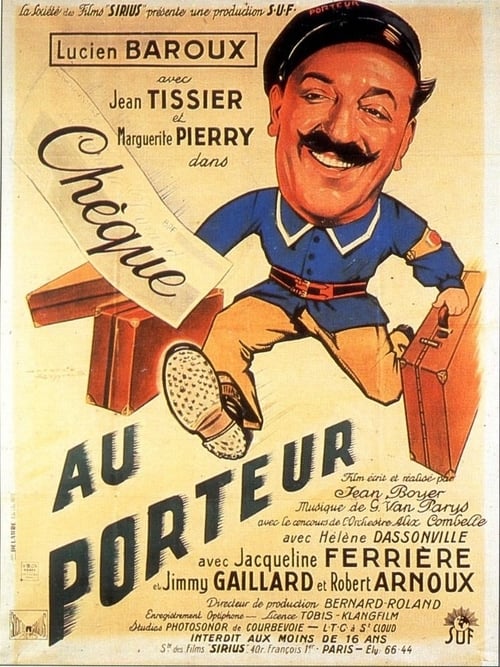 La Société des Films "SIRIUS" présente une production S·U·F·
PORTEUR
Lucien BAROUX
avec
Jean TISSIER
et
Marguerite PIERRY
dans
Chèque
AU
PORTEUR
Film écrit et réalisé par
Jean Boyer
Musique de G. Van Parys
avec le concours de l'Orchestre Alix Combelle
avec Hélène DASSONVILLE
avec Jacqueline FERRIÈRE
et Jimmy GAILLARD et Robert ARNOUX
Directeur de production BERNARD-ROLAND
Enregistrement Optiphone — Licence TOBIS-KLANGFILM
Studios PHOTOSONOR de COURBEVOIE — L·T·C à St CLOUD
INTERDIT AUX MOINS DE 16 ANS
Sté des Films "SIRIUS" 40, r. François 1er · PARIS – Ely. 66-44
SUF